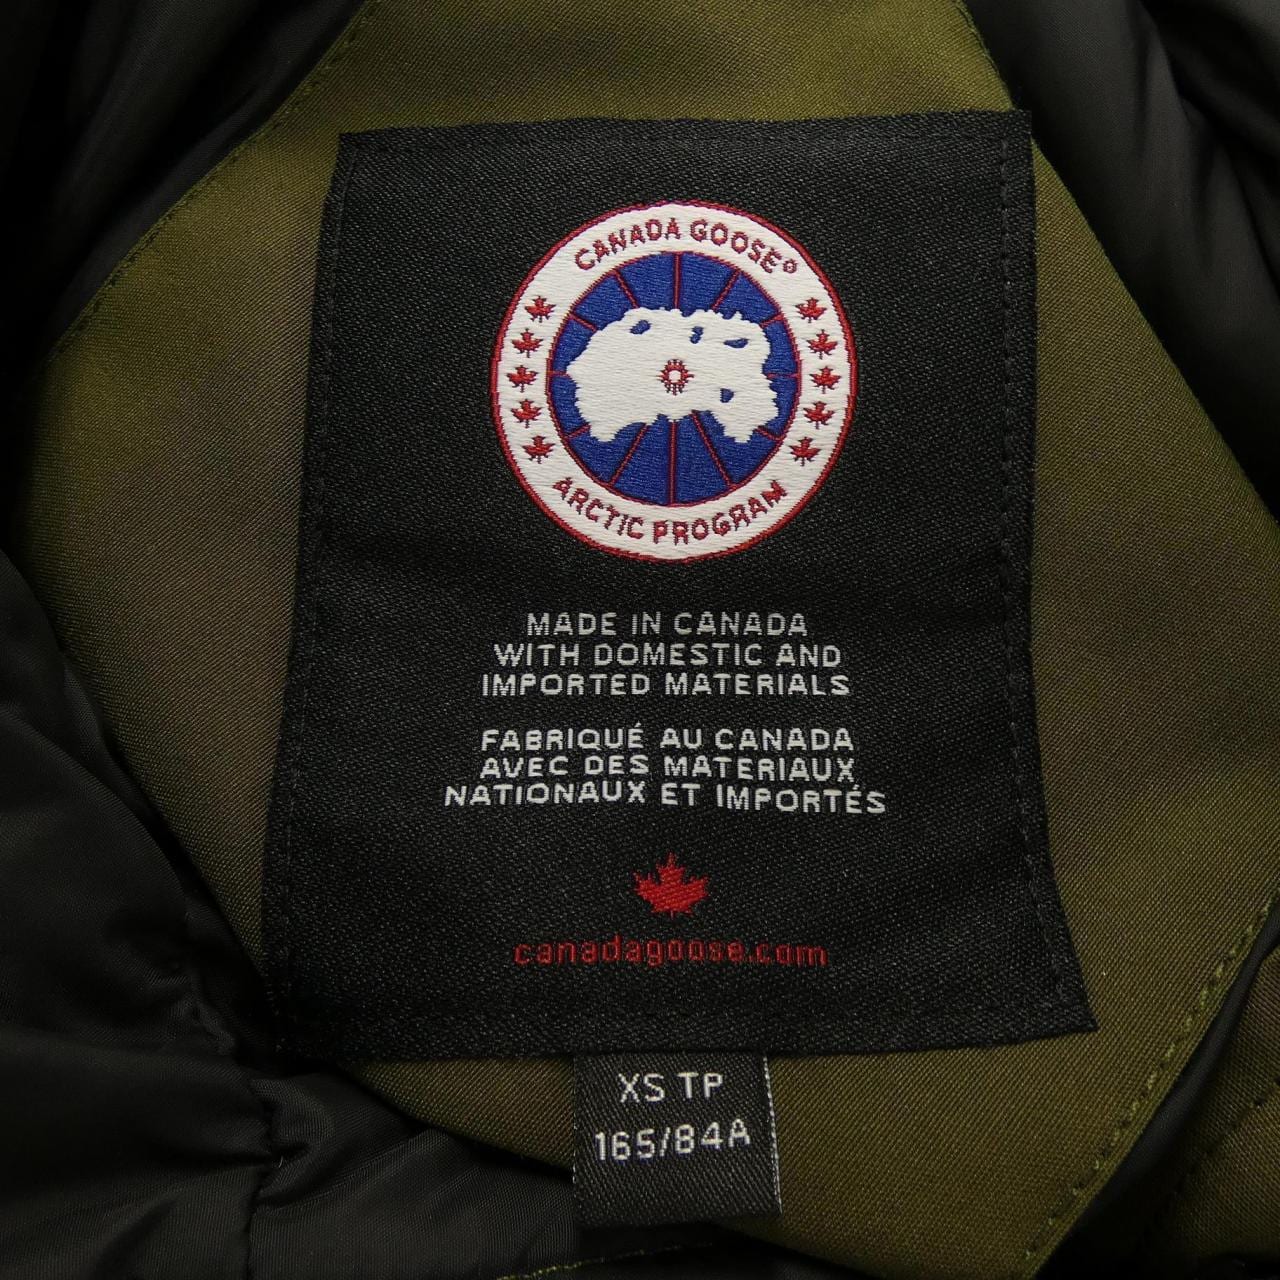 CANADA GOOSE®
ARCTIC PROGRAM
MADE IN CANADA
WITH DOMESTIC AND
IMPORTED MATERIALS
FABRIQUÉ AU CANADA
AVEC DES MATERIAUX
NATIONAUX ET IMPORTÉS
canadagoose.com
XS TP
165/84A